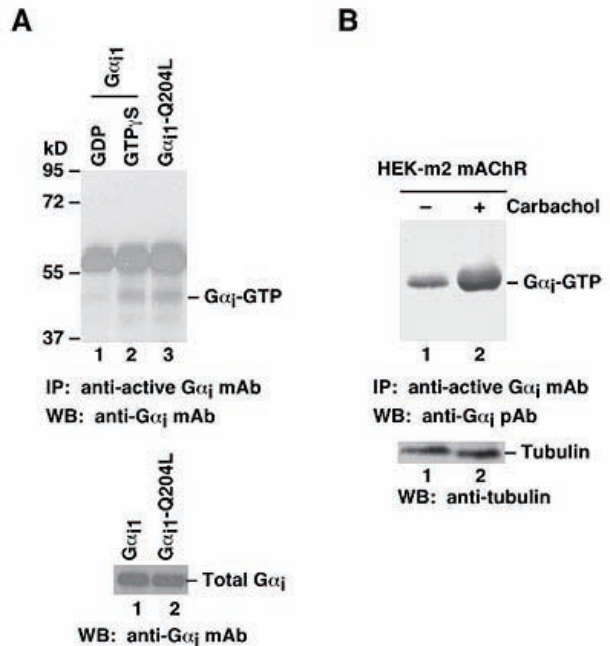 A
Gαi1
GDP
GTPγS
Gαi1-Q204L
kD
95
72
55
37
Gαi-GTP
1 2 3
IP: anti-active Gαi mAb
WB: anti-Gαi mAb
Gαi1
Gαi1-Q204L
Total Gαi
1 2
WB: anti-Gαi mAb
B
HEK-m2 mAChR
– + Carbachol
Gαi-GTP
1 2
IP: anti-active Gαi mAb
WB: anti-Gαi pAb
Tubulin
1 2
WB: anti-tubulin